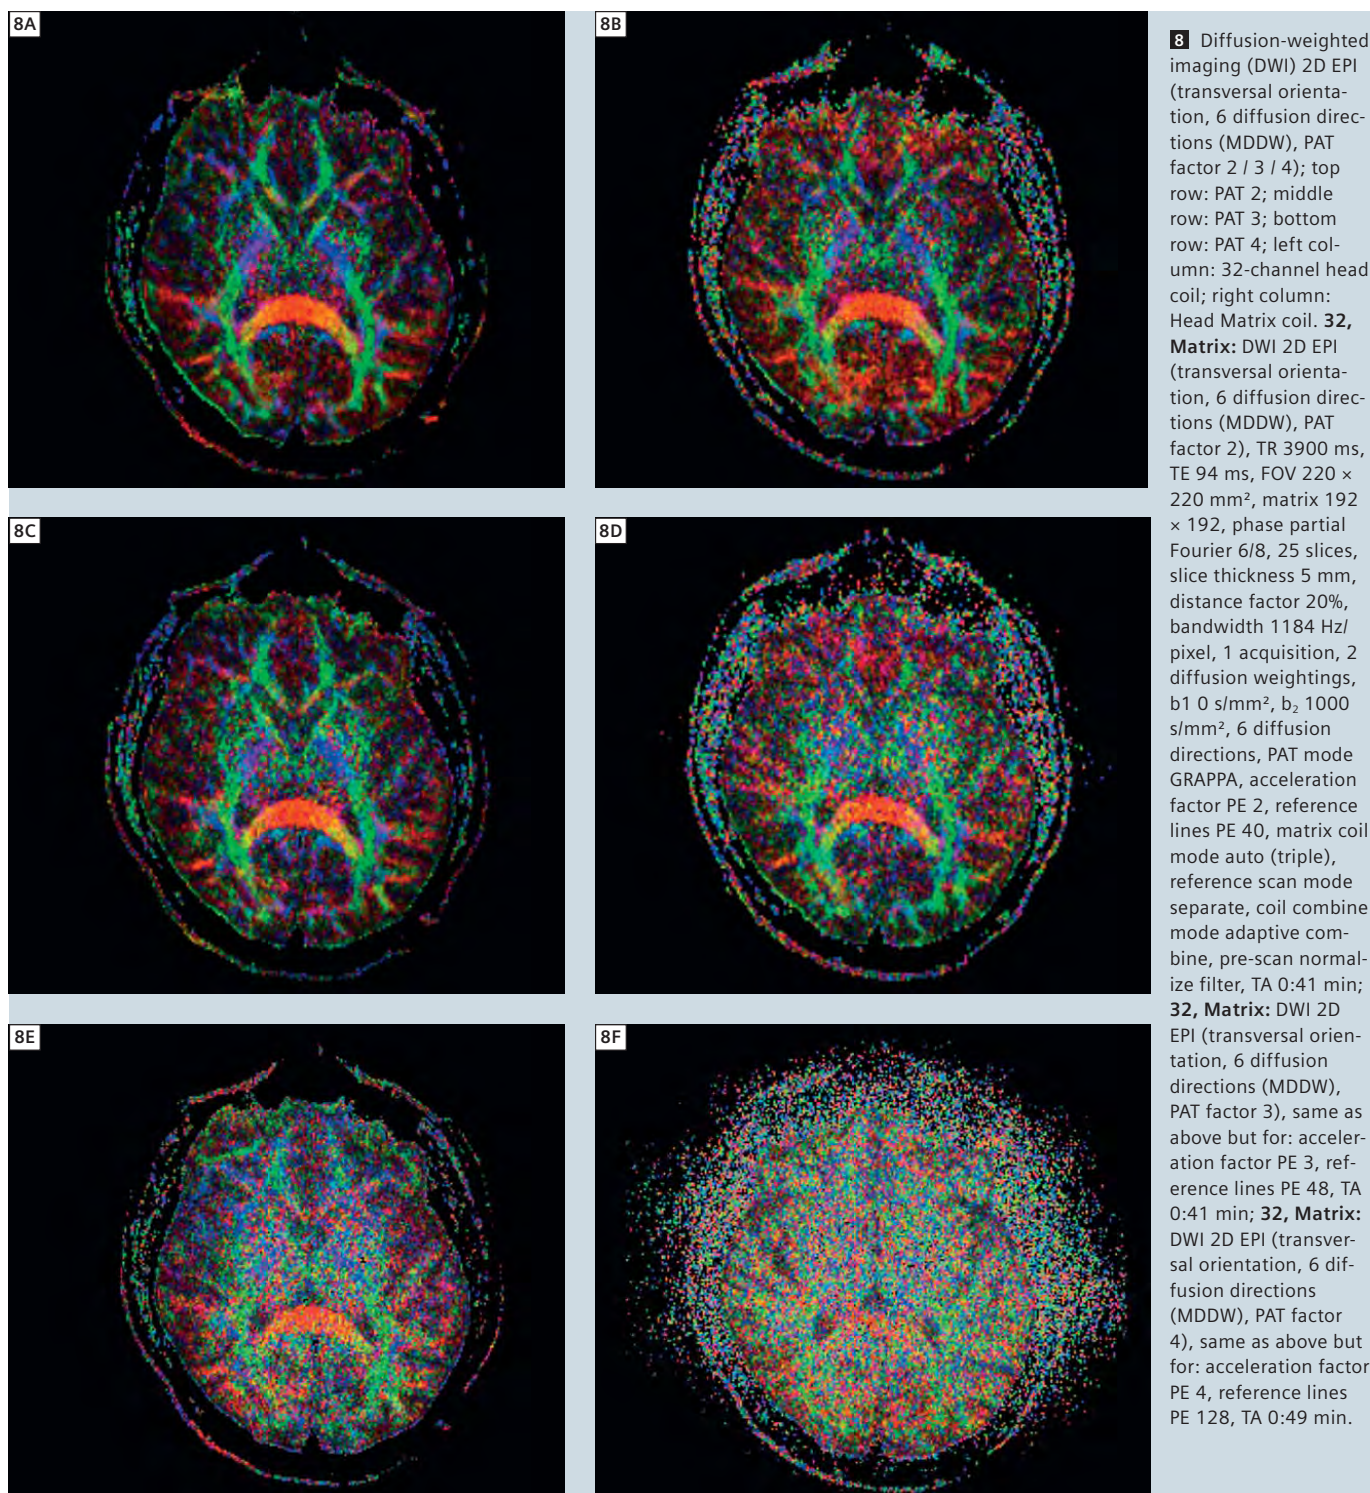 8A
8B
8 Diffusion-weighted
imaging (DWI) 2D EPI
(transversal orienta-
tion, 6 diffusion direc-
tions (MDDW), PAT
factor 2 / 3 / 4); top
row: PAT 2; middle
row: PAT 3; bottom
row: PAT 4; left col-
umn: 32-channel head
coil; right column:
Head Matrix coil. 32,
Matrix: DWI 2D EPI
(transversal orienta-
tion, 6 diffusion direc-
tions (MDDW), PAT
factor 2), TR 3900 ms,
TE 94 ms, FOV 220 ×
220 mm², matrix 192
× 192, phase partial
Fourier 6/8, 25 slices,
slice thickness 5 mm,
distance factor 20%,
bandwidth 1184 Hz/
pixel, 1 acquisition, 2
diffusion weightings,
b1 0 s/mm², b₂ 1000
s/mm², 6 diffusion
directions, PAT mode
GRAPPA, acceleration
factor PE 2, reference
lines PE 40, matrix coil
mode auto (triple),
reference scan mode
separate, coil combine
mode adaptive com-
bine, pre-scan normal-
ize filter, TA 0:41 min;
32, Matrix: DWI 2D
EPI (transversal orien-
tation, 6 diffusion
directions (MDDW),
PAT factor 3), same as
above but for: acceler-
ation factor PE 3, ref-
erence lines PE 48, TA
0:41 min; 32, Matrix:
DWI 2D EPI (transver-
sal orientation, 6 dif-
fusion directions
(MDDW), PAT factor
4), same as above but
for: acceleration factor
PE 4, reference lines
PE 128, TA 0:49 min.
8C
8D
8E
8F